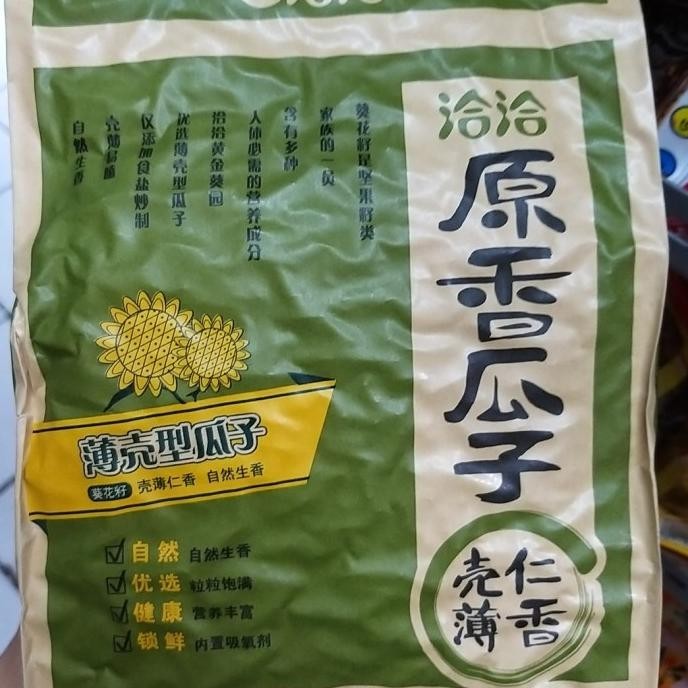 洽洽
原香瓜子
仁香
壳薄
葵花籽是坚果籽类
家族的一员
含有多种
人体必需的营养成分
洽洽黄金葵园
优选薄壳型瓜子
仅添加食盐炒制
壳薄易嗑
自然生香
薄壳型瓜子
葵花籽 壳薄仁香 自然生香
自然 自然生香
优选 粒粒饱满
健康 营养丰富
锁鲜 内置吸氧剂